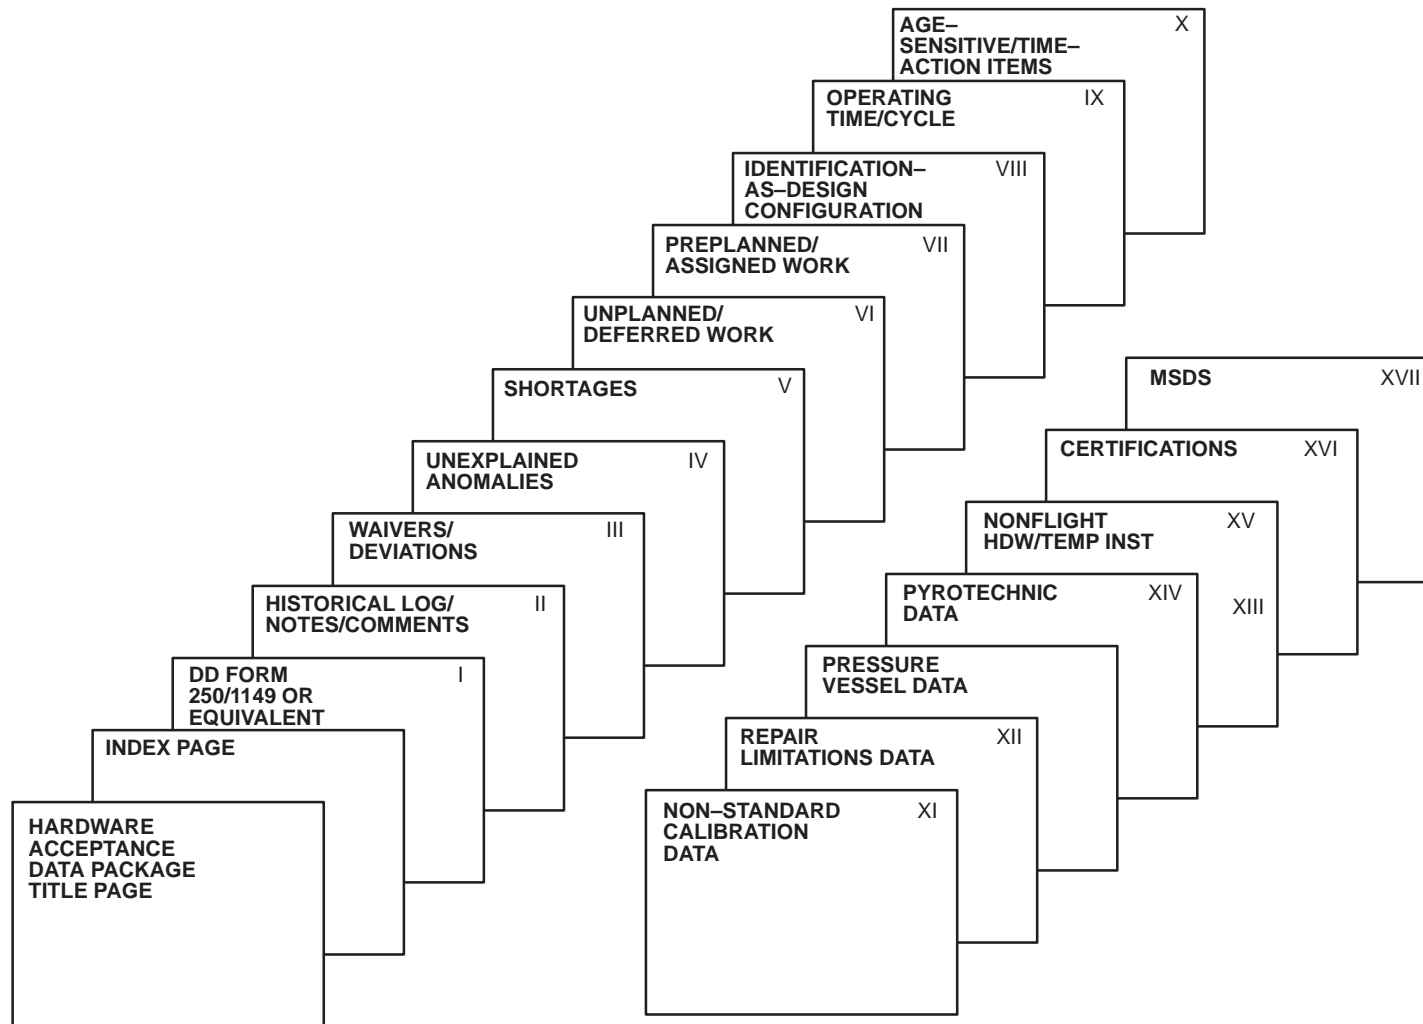 AGE– X
SENSITIVE/TIME–
ACTION ITEMS
OPERATING IX
TIME/CYCLE
IDENTIFICATION– VIII
AS–DESIGN
CONFIGURATION
PREPLANNED/ VII
ASSIGNED WORK
UNPLANNED/ VI
DEFERRED WORK
SHORTAGES V
UNEXPLAINED IV
ANOMALIES
WAIVERS/ III
DEVIATIONS
HISTORICAL LOG/ II
NOTES/COMMENTS
DD FORM I
250/1149 OR
EQUIVALENT
INDEX PAGE
HARDWARE
ACCEPTANCE
DATA PACKAGE
TITLE PAGE
MSDS XVII
CERTIFICATIONS XVI
NONFLIGHT XV
HDW/TEMP INST
PYROTECHNIC XIV
DATA
XIII
PRESSURE
VESSEL DATA
REPAIR XII
LIMITATIONS DATA
NON–STANDARD XI
CALIBRATION
DATA